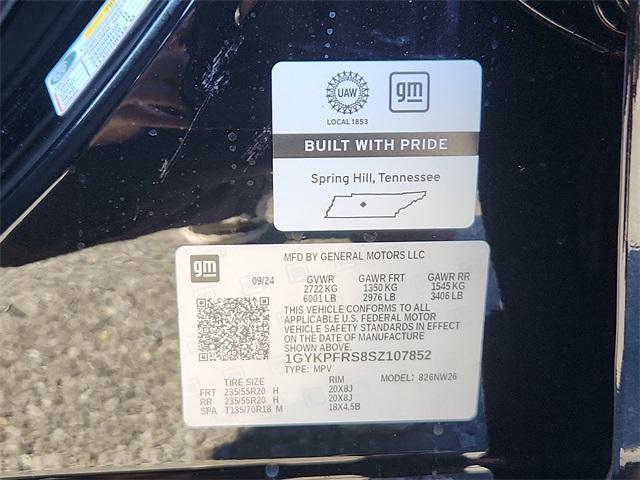 UAW
gm
LOCAL 1853
BUILT WITH PRIDE
Spring Hill, Tennessee
gm
MFD BY GENERAL MOTORS LLC
09/24 GVWR GAWR FRT GAWR RR
2722 KG 1350 KG 1545 KG
6001 LB 2976 LB 3406 LB
THIS VEHICLE CONFORMS TO ALL
APPLICABLE U.S. FEDERAL MOTOR
VEHICLE SAFETY STANDARDS IN EFFECT
ON THE DATE OF MANUFACTURE
SHOWN ABOVE.
1GYKPFRS8SZ107852
TYPE: MPV
TIRE SIZE RIM MODEL: 826NW26
FRT 235/55R20 H 20X8J
RR 235/55R20 H 20X8J
SPA T135/70R18 M 18X4.5B